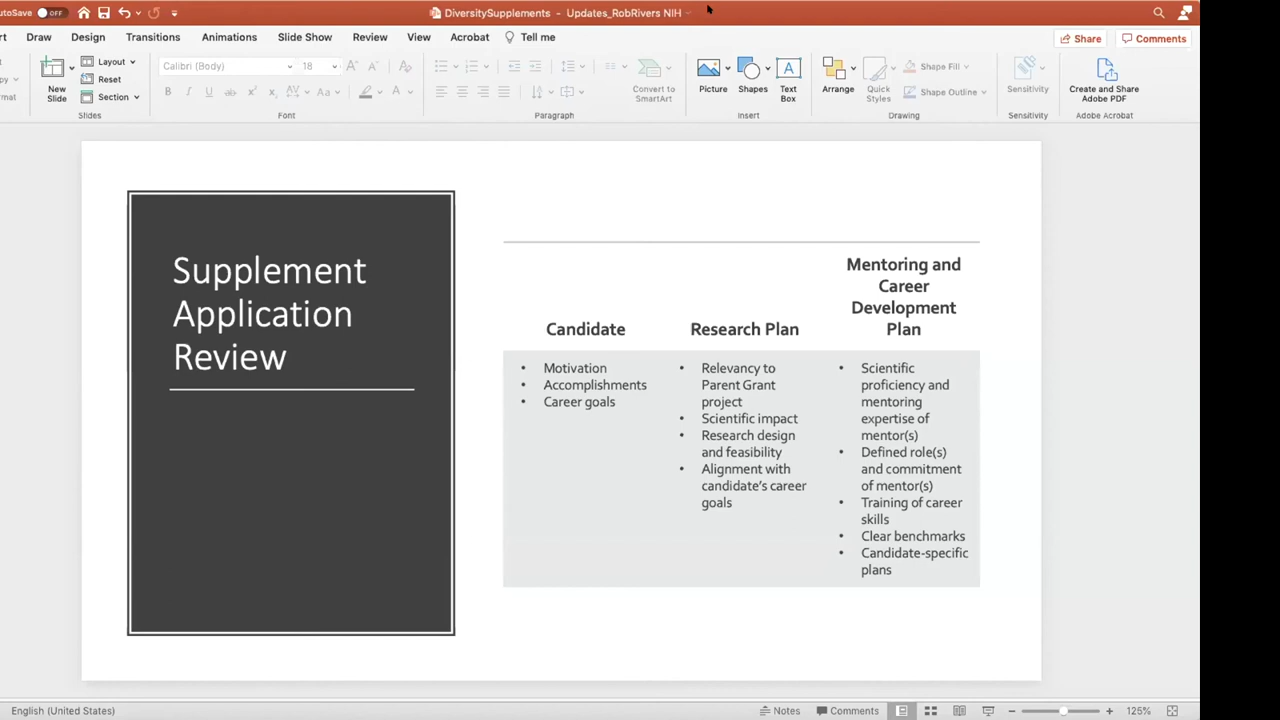 AutoSave OFF DiversitySupplements - Updates_RobRivers NIH
Draw Design Transitions Animations Slide Show Review View Acrobat Tell me Share Comments
New Slide
Layout
Reset
Section
Slides
Calibri (Body) 18
B I U ab x² x₂ AV Aa A
Font
Paragraph
Convert to SmartArt
Picture Shapes Text Box
Insert
Arrange Quick Styles
Shape Fill
Shape Outline
Drawing
Sensitivity
Sensitivity
Create and Share Adobe PDF
Adobe Acrobat
Supplement
Application
Review
Candidate
• Motivation
• Accomplishments
• Career goals
Research Plan
• Relevancy to
Parent Grant
project
• Scientific impact
• Research design
and feasibility
• Alignment with
candidate's career
goals
Mentoring and
Career
Development
Plan
• Scientific
proficiency and
mentoring
expertise of
mentor(s)
• Defined role(s)
and commitment
of mentor(s)
• Training of career
skills
• Clear benchmarks
• Candidate-specific
plans
English (United States) Notes Comments 125%